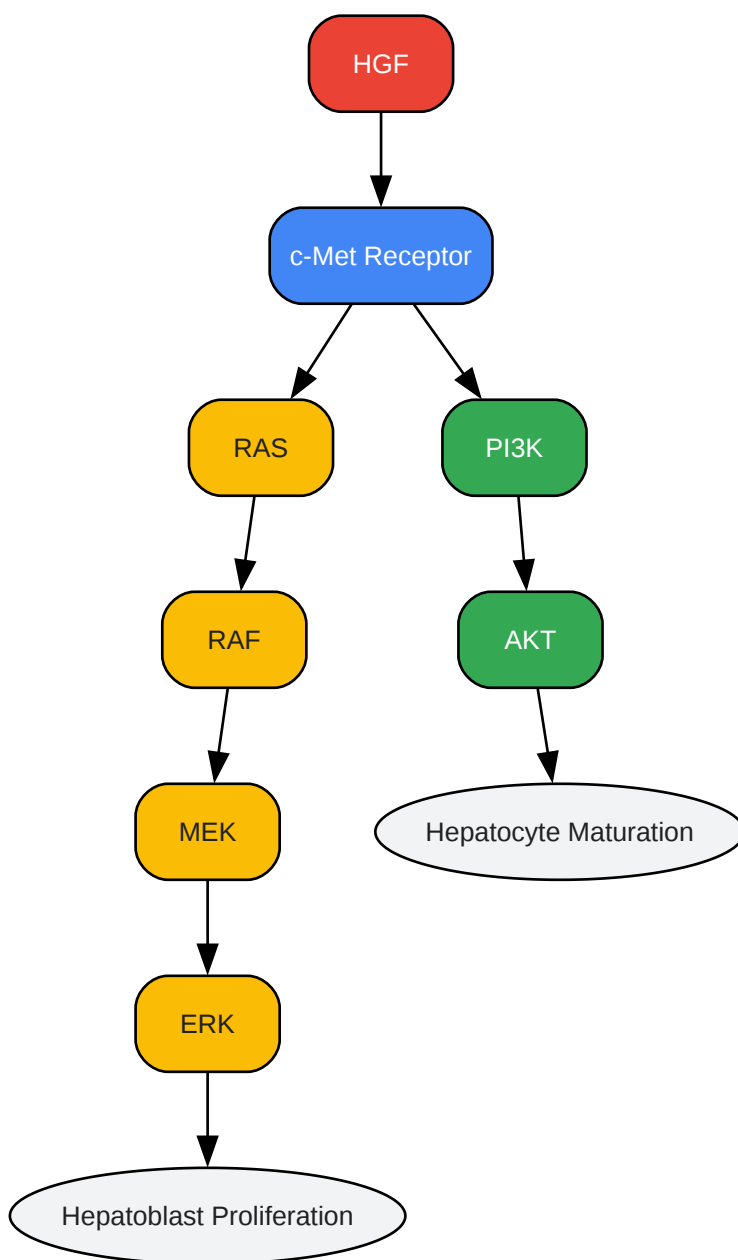 HGF
c-Met Receptor
RAS
PI3K
RAF
AKT
MEK
Hepatocyte Maturation
ERK
Hepatoblast Proliferation